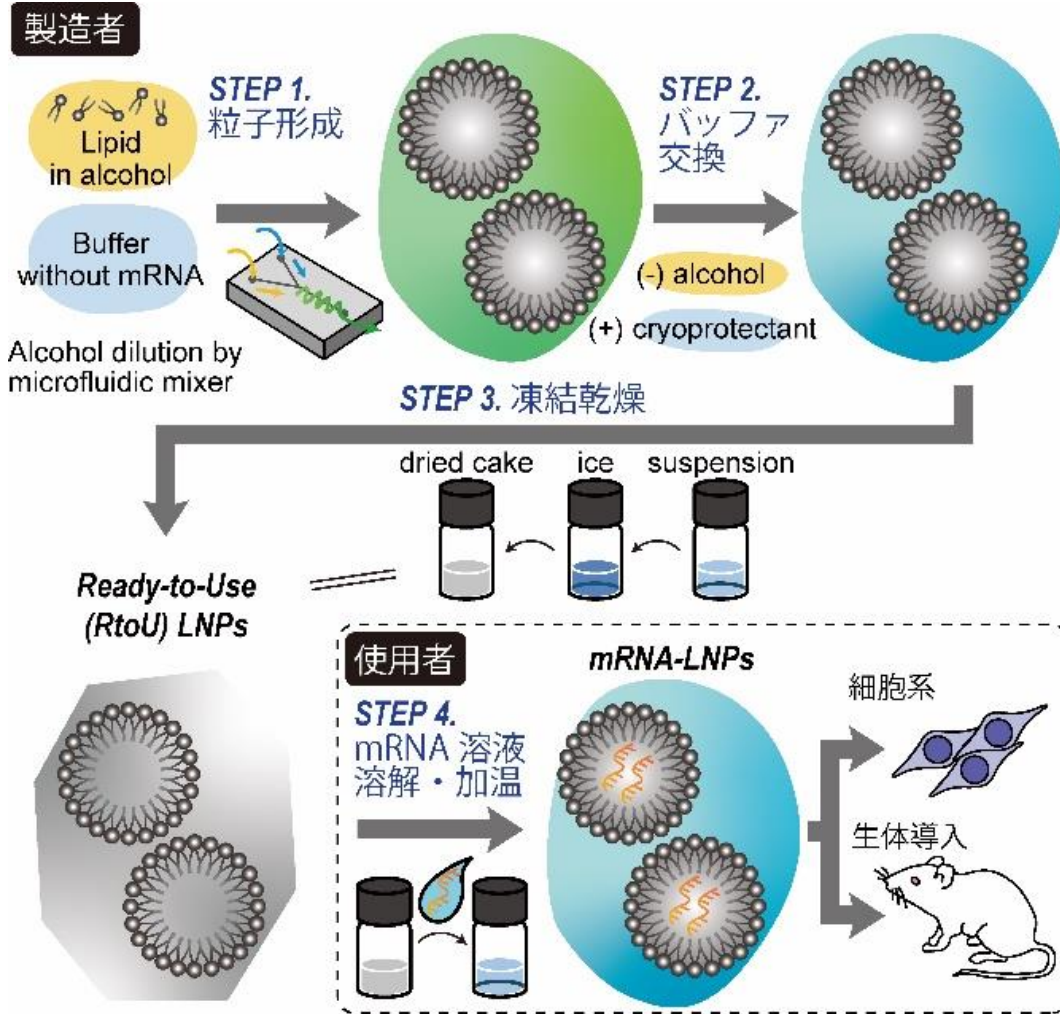 製造者
Lipid
in alcohol
Buffer
without mRNA
Alcohol dilution by
microfluidic mixer
STEP 1.
粒子形成
STEP 2.
バッファ
交換
(-) alcohol
(+) cryoprotectant
STEP 3. 凍結乾燥
dried cake
ice
suspension
Ready-to-Use
(RtoU) LNPs
使用者
STEP 4.
mRNA 溶液
溶解・加温
mRNA-LNPs
細胞系
生体導入